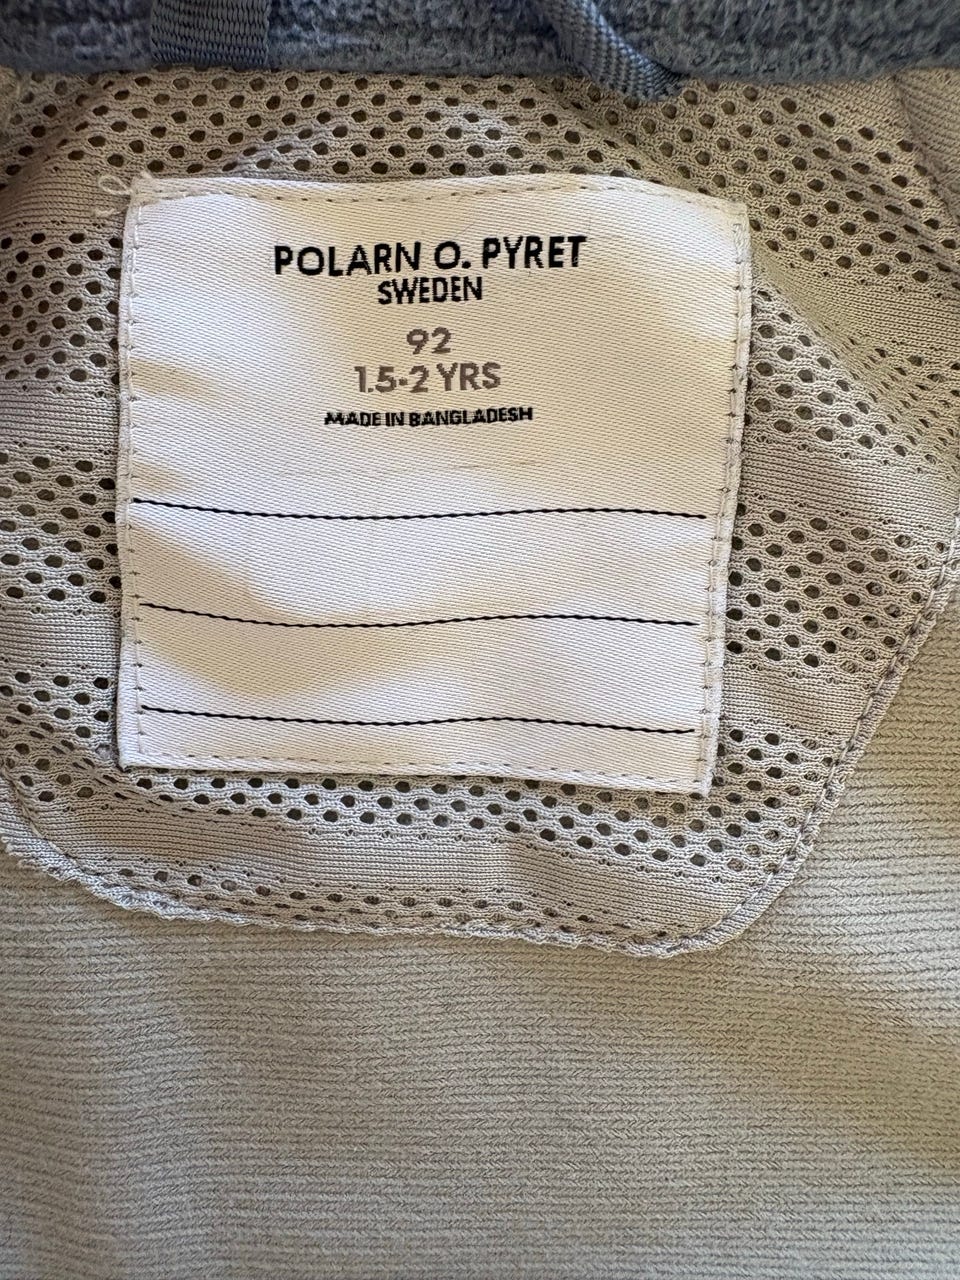 POLARN O. PYRET
SWEDEN
92
1.5-2 YRS
MADE IN BANGLADESH